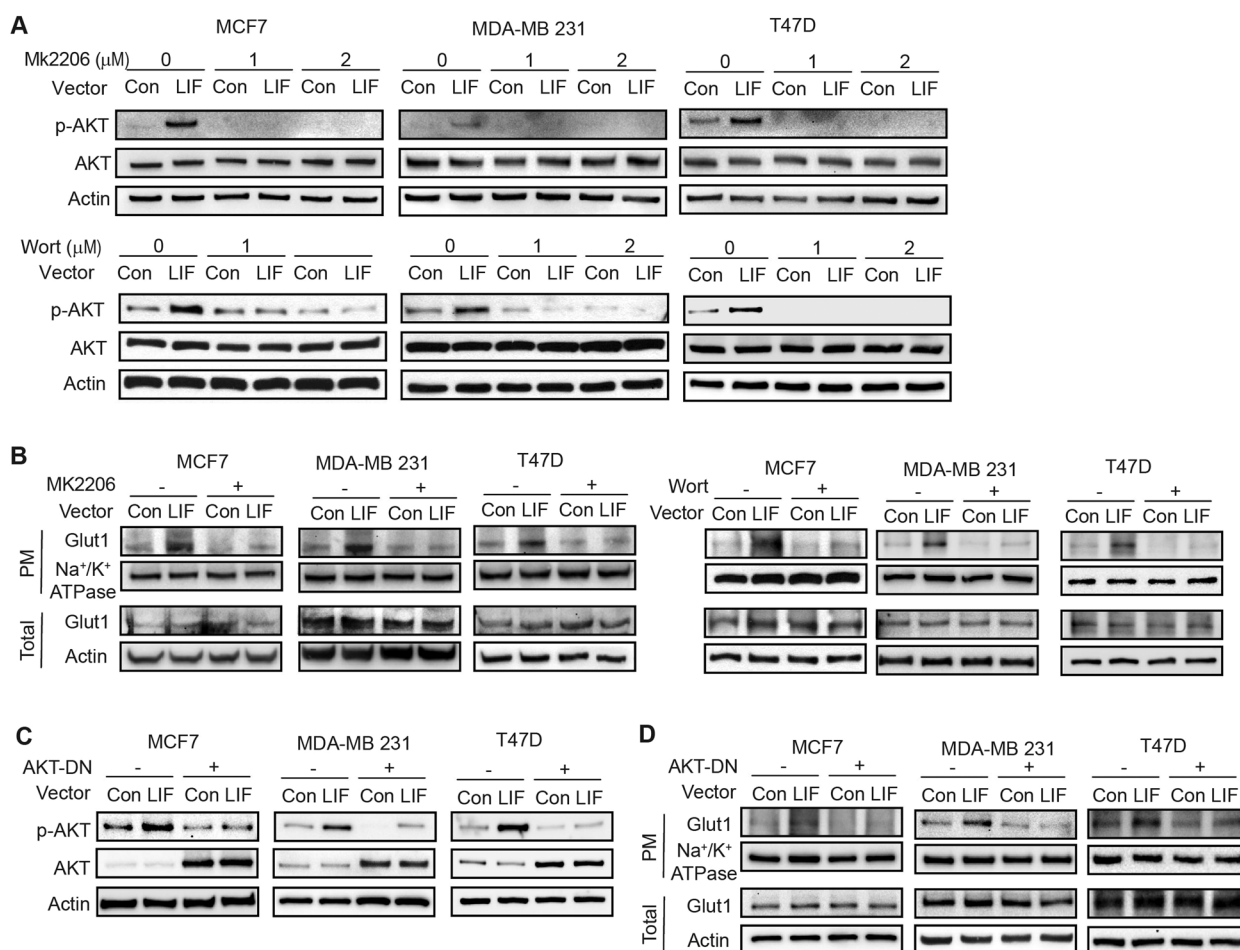 A
MCF7 MDA-MB 231 T47D
Mk2206 (μM) 0 1 2 0 1 2 0 1 2
Vector Con LIF Con LIF Con LIF Con LIF Con LIF Con LIF Con LIF Con LIF Con LIF
p-AKT
AKT
Actin
Wort (μM) 0 1 0 1 2 0 1 2
Vector Con LIF Con LIF Con LIF Con LIF Con LIF Con LIF Con LIF Con LIF Con LIF
p-AKT
AKT
Actin
B
MCF7 MDA-MB 231 T47D
MK2206 - + - + - +
Vector Con LIF Con LIF Con LIF Con LIF Con LIF Con LIF
PM
Glut1
Na⁺/K⁺
ATPase
Total
Glut1
Actin
MCF7 MDA-MB 231 T47D
Wort - + - + - +
Vector Con LIF Con LIF Con LIF Con LIF Con LIF Con LIF
C
MCF7 MDA-MB 231 T47D
AKT-DN - + - + - +
Vector Con LIF Con LIF Con LIF Con LIF Con LIF Con LIF
p-AKT
AKT
Actin
D
MCF7 MDA-MB 231 T47D
AKT-DN - + - + - +
Vector Con LIF Con LIF Con LIF Con LIF Con LIF Con LIF
PM
Glut1
Na⁺/K⁺
ATPase
Total
Glut1
Actin